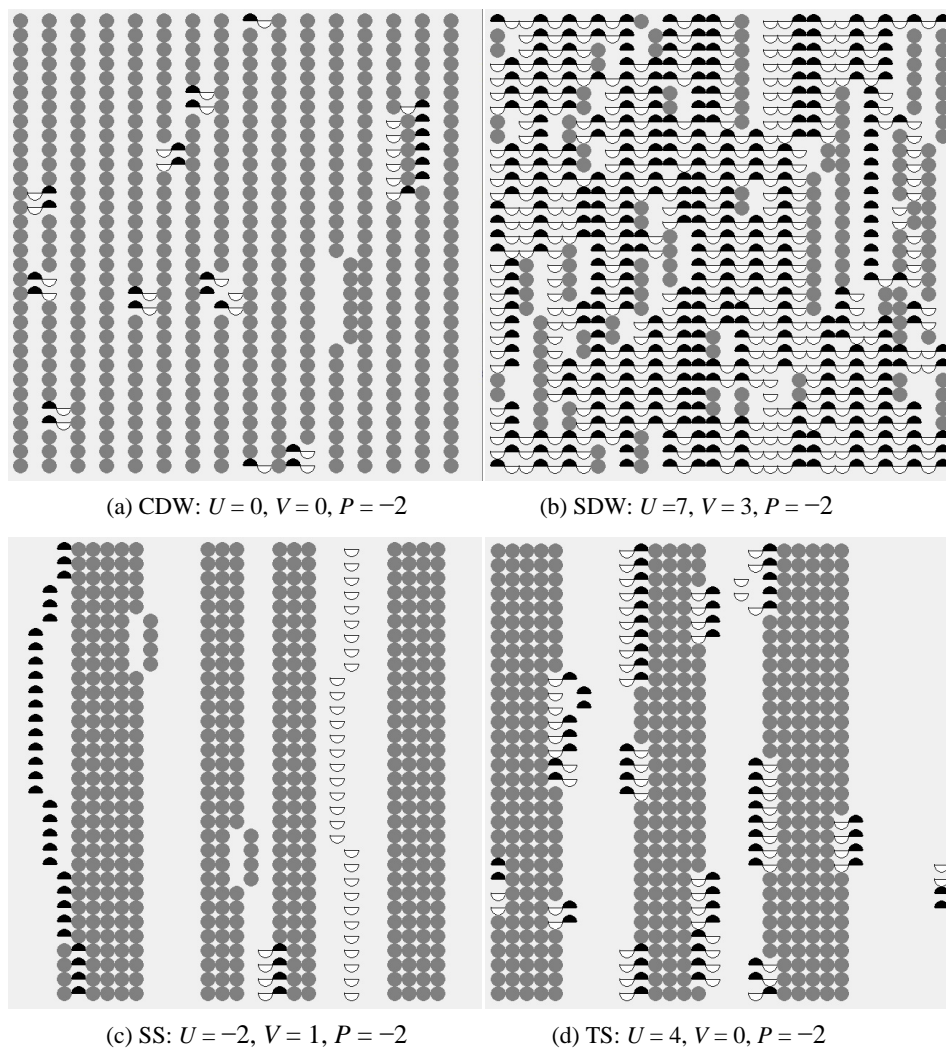 (a) CDW: U = 0, V = 0, P = −2
(b) SDW: U =7, V = 3, P = −2
(c) SS: U = −2, V = 1, P = −2
(d) TS: U = 4, V = 0, P = −2